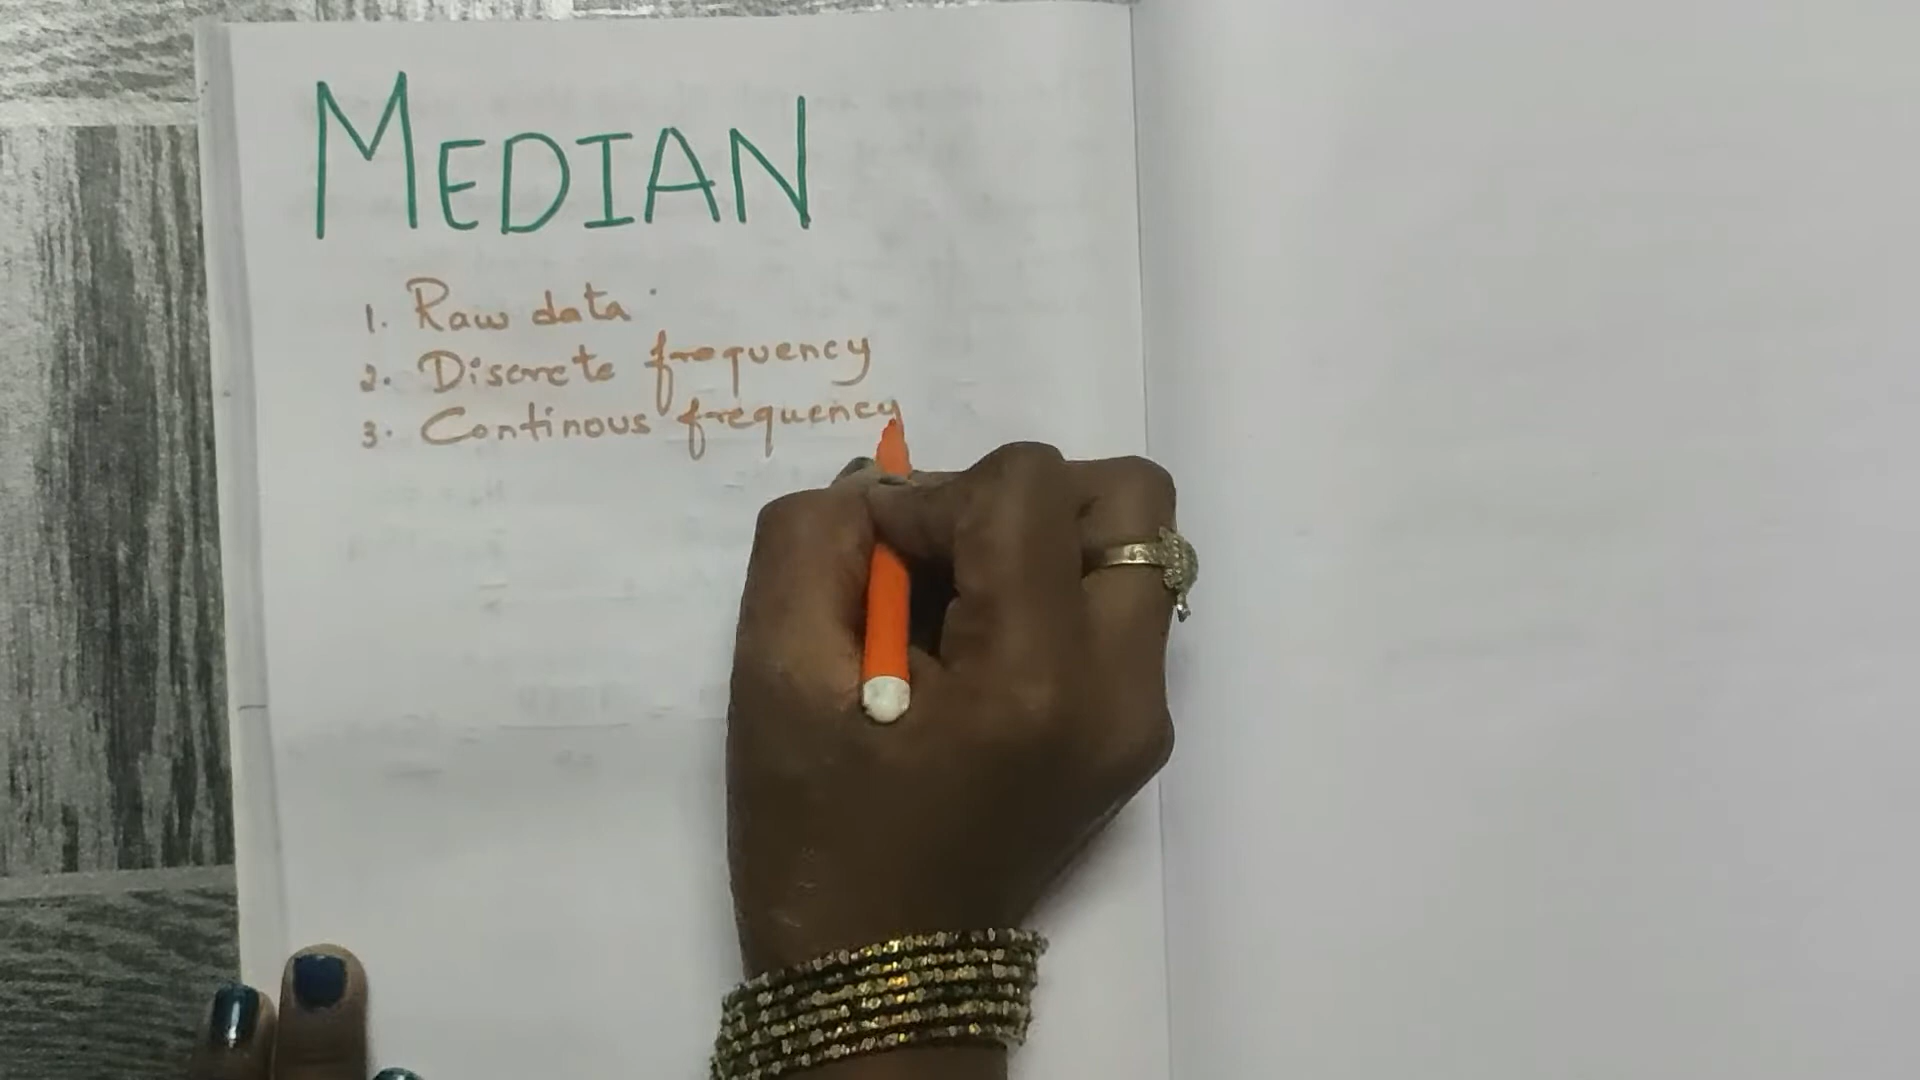 MEDIAN
1. Raw data
2. Discrete frequency
3. Continous frequency